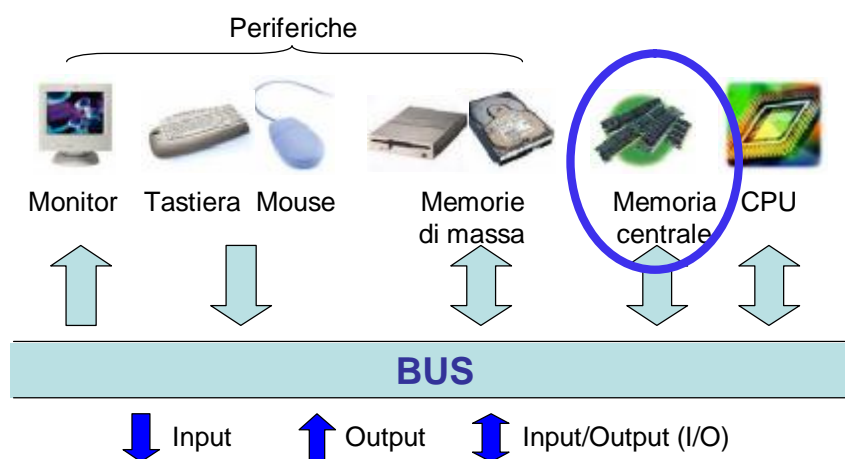 Periferiche
Monitor Tastiera Mouse Memorie Memoria CPU
di massa centrale
BUS
Input Output Input/Output (I/O)